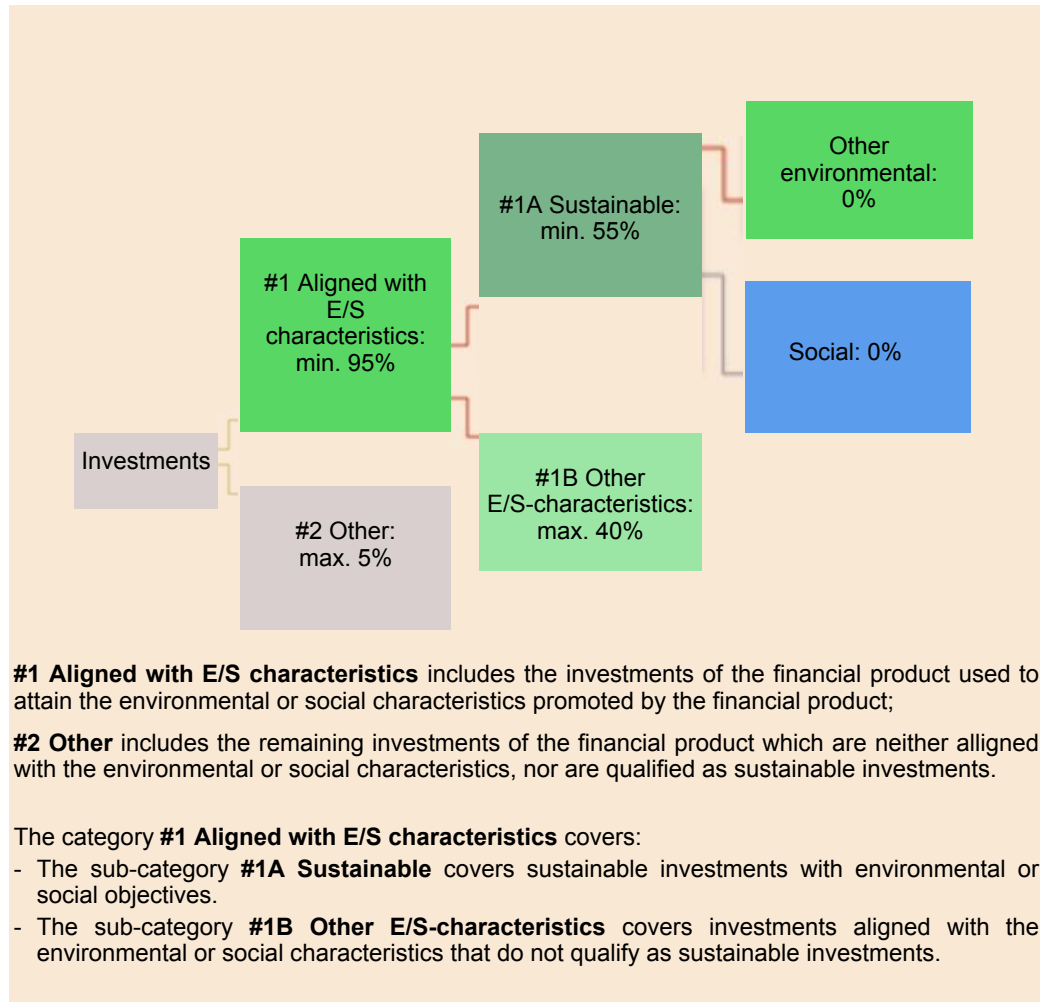 Other
environmental:
0%
#1A Sustainable:
min. 55%
#1 Aligned with
E/S
characteristics:
min. 95%
Social: 0%
Investments
#1B Other
E/S-characteristics:
max. 40%
#2 Other:
max. 5%
#1 Aligned with E/S characteristics includes the investments of the financial product used to
attain the environmental or social characteristics promoted by the financial product;
#2 Other includes the remaining investments of the financial product which are neither alligned
with the environmental or social characteristics, nor are qualified as sustainable investments.
The category #1 Aligned with E/S characteristics covers:
- The sub-category #1A Sustainable covers sustainable investments with environmental or
social objectives.
- The sub-category #1B Other E/S-characteristics covers investments aligned with the
environmental or social characteristics that do not qualify as sustainable investments.